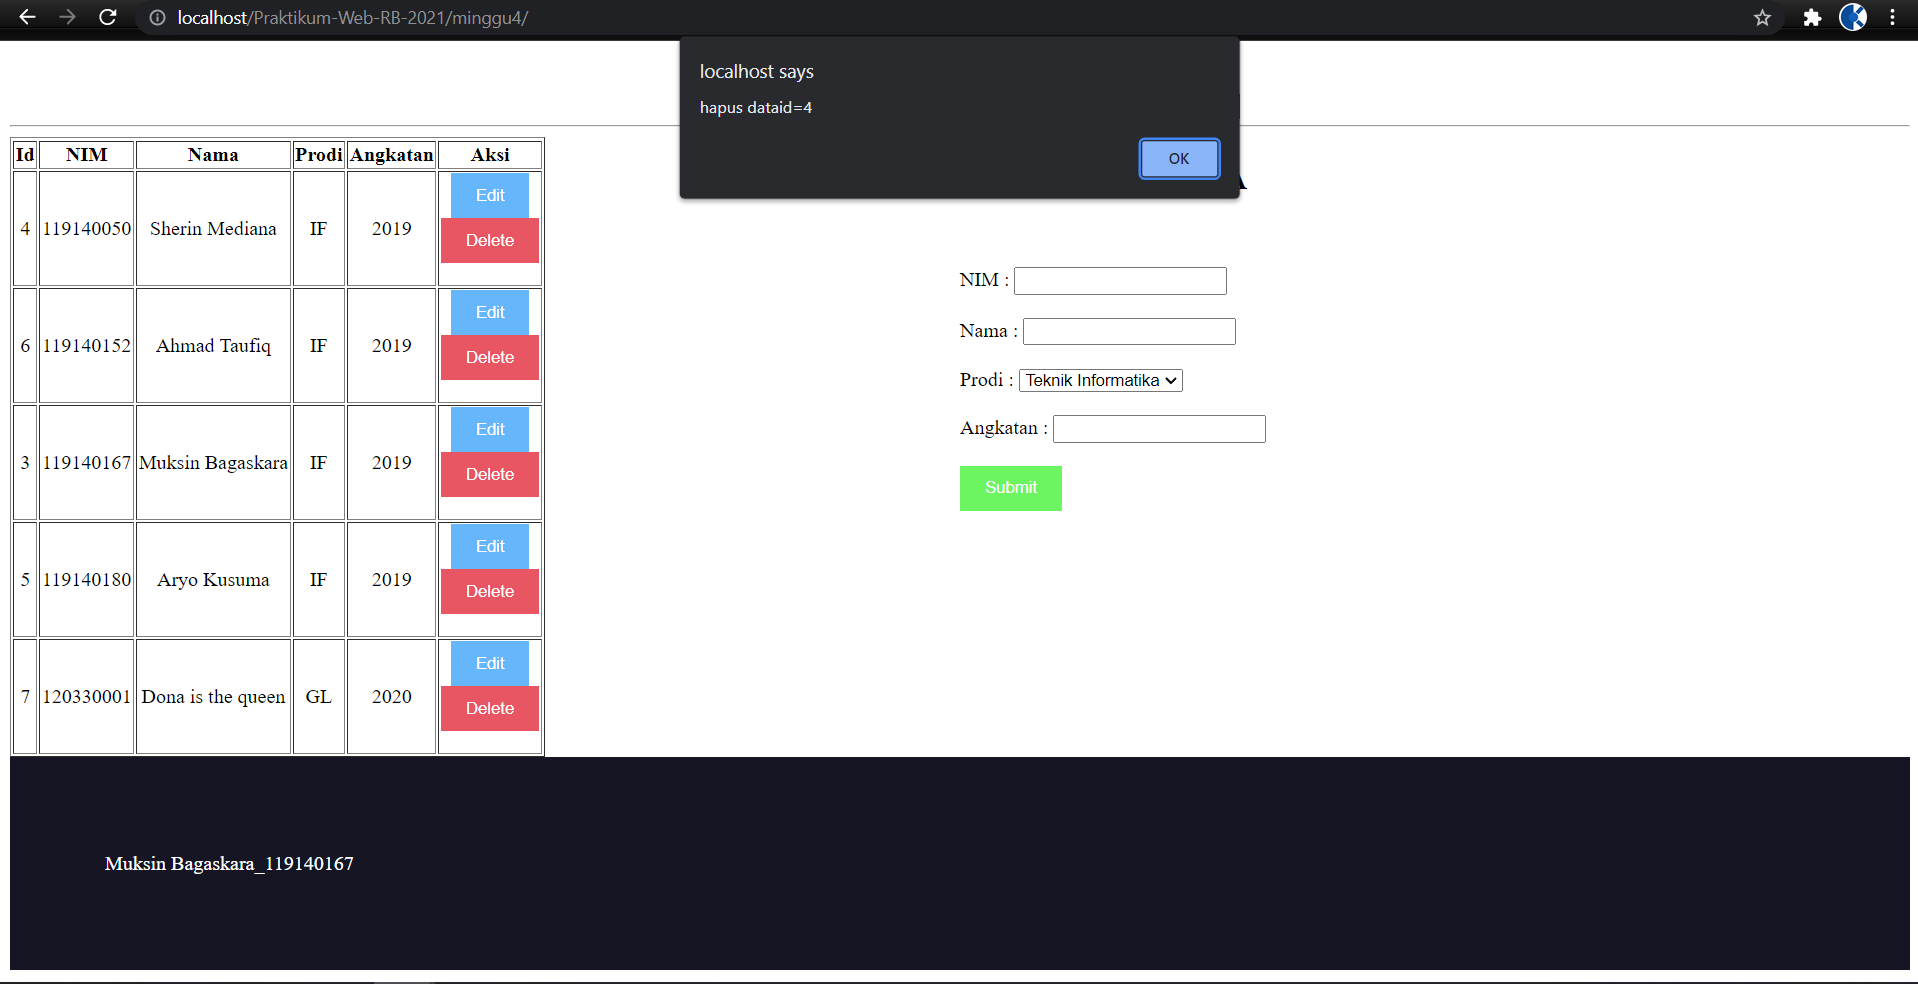 localhost/Praktikum-Web-RB-2021/minggu4/
localhost says
hapus dataid=4
OK
Id NIM Nama Prodi Angkatan Aksi
4 119140050 Sherin Mediana IF 2019 Edit Delete
6 119140152 Ahmad Taufiq IF 2019 Edit Delete
3 119140167 Muksin Bagaskara IF 2019 Edit Delete
5 119140180 Aryo Kusuma IF 2019 Edit Delete
7 120330001 Dona is the queen GL 2020 Edit Delete
NIM :
Nama :
Prodi : Teknik Informatika
Angkatan :
Submit
Muksin Bagaskara_119140167